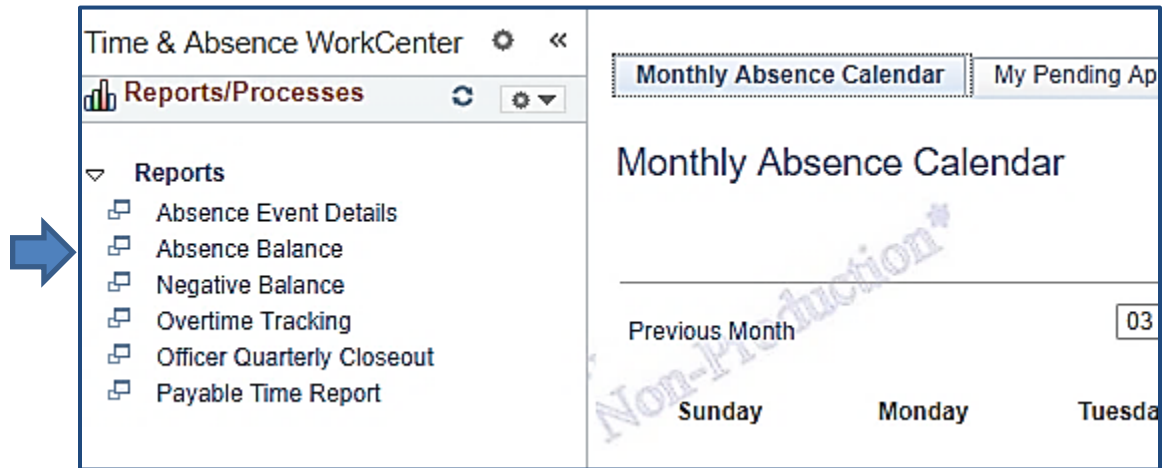 Time & Absence WorkCenter
Reports/Processes
Reports
Absence Event Details
Absence Balance
Negative Balance
Overtime Tracking
Officer Quarterly Closeout
Payable Time Report
Monthly Absence Calendar
My Pending Ap
Monthly Absence Calendar
Non-Production*
Previous Month
03
Sunday Monday Tuesda